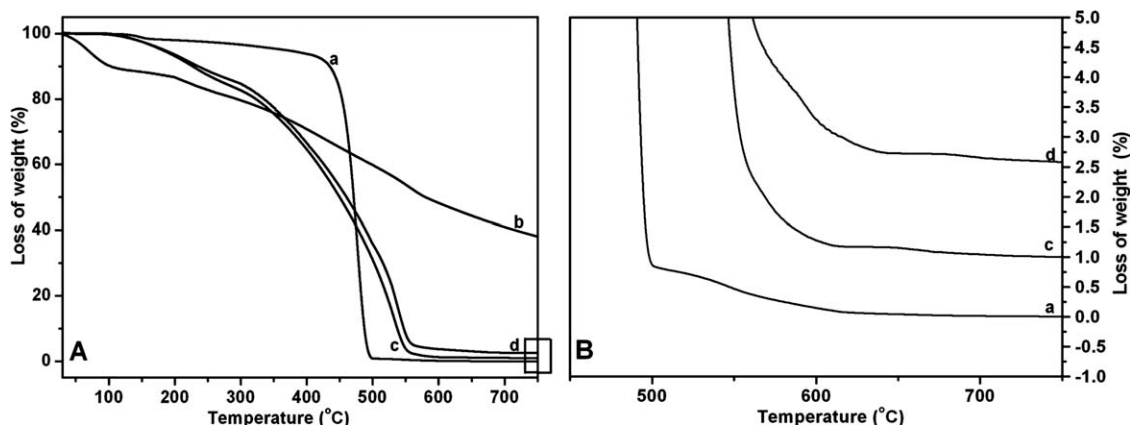 Loss of weight (%)
100
80
60
40
20
0
a
b
c
d
A
100 200 300 400 500 600 700
Temperature (°C)
B
a
c
d
500 600 700
Temperature (°C)
5.0
4.5
4.0
3.5
3.0
2.5
2.0
1.5
1.0
0.5
0.0
-0.5
-1.0
Loss of weight (%)